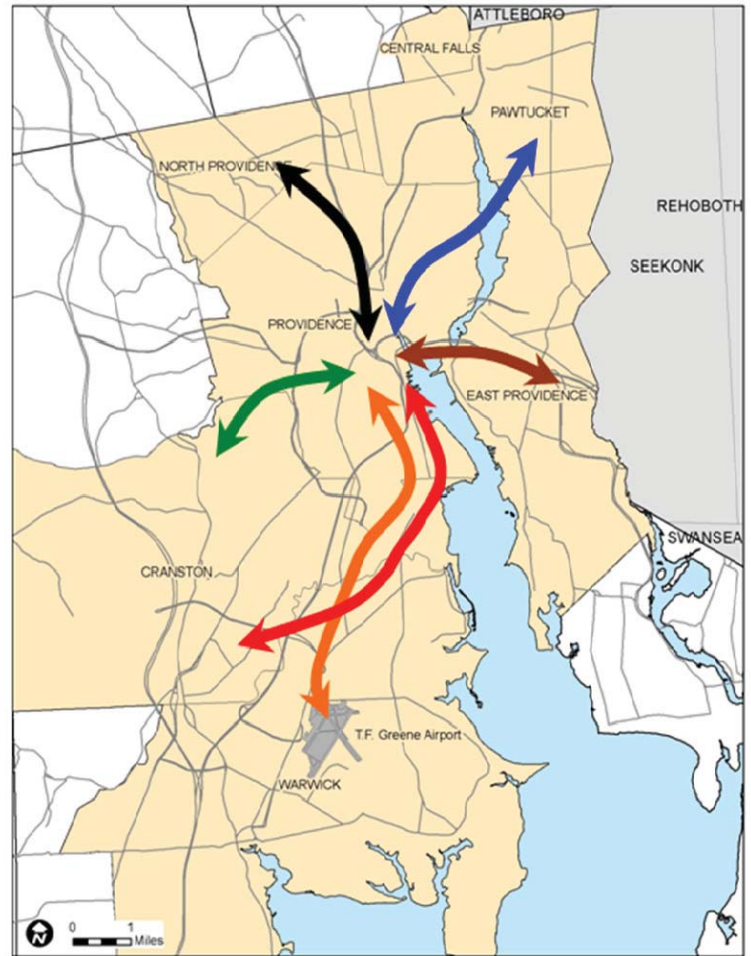 ATTLEBORO
CENTRAL FALLS
PAWTUCKET
NORTH PROVIDENCE
REHOBOTH
SEEKONK
PROVIDENCE
EAST PROVIDENCE
SWANSEA
CRANSTON
T.F. Greene Airport
WARWICK
N
0 1
Miles